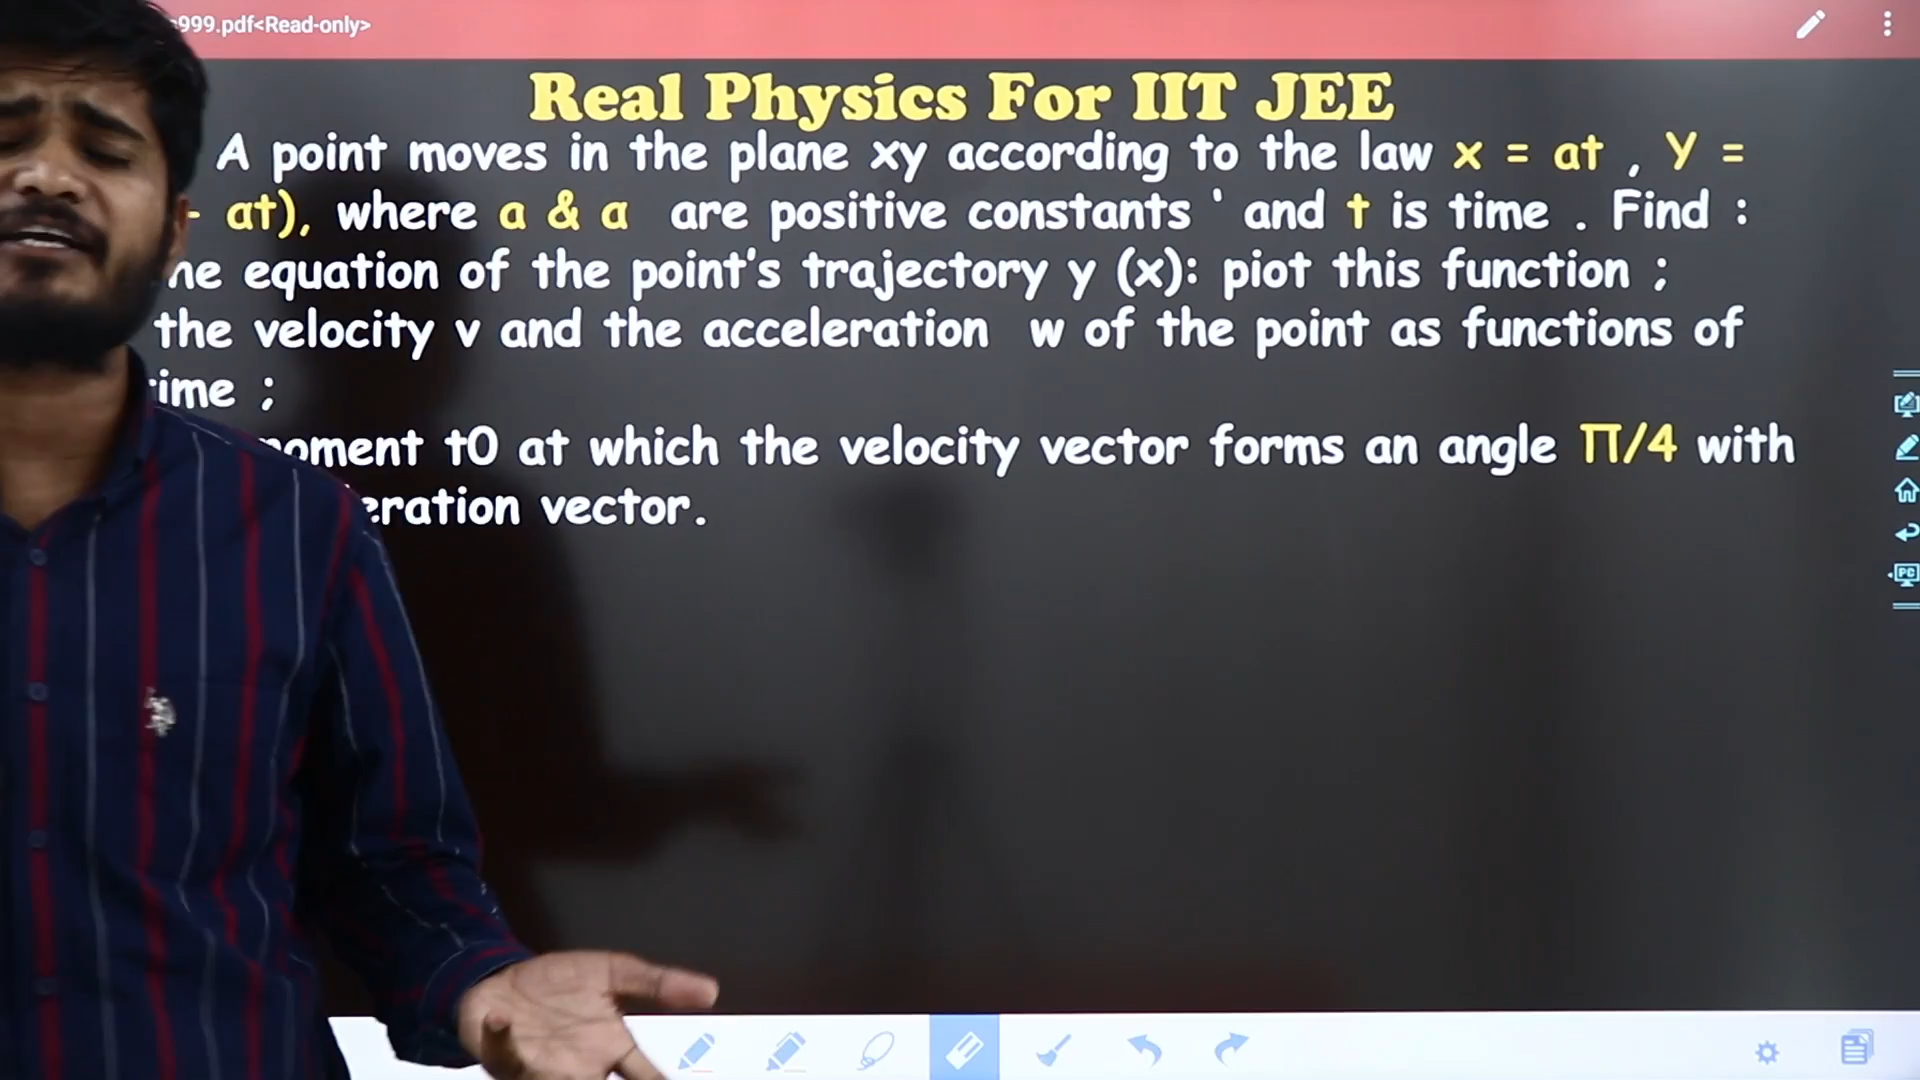 999.pdf<Read-only>
Real Physics For IIT JEE
A point moves in the plane xy according to the law x = at , Y =
- at), where a & α are positive constants ' and t is time . Find :
equation of the point's trajectory y (x): piot this function ;
the velocity v and the acceleration w of the point as functions of
;
t0 at which the velocity vector forms an angle Π/4 with
vector.
PC